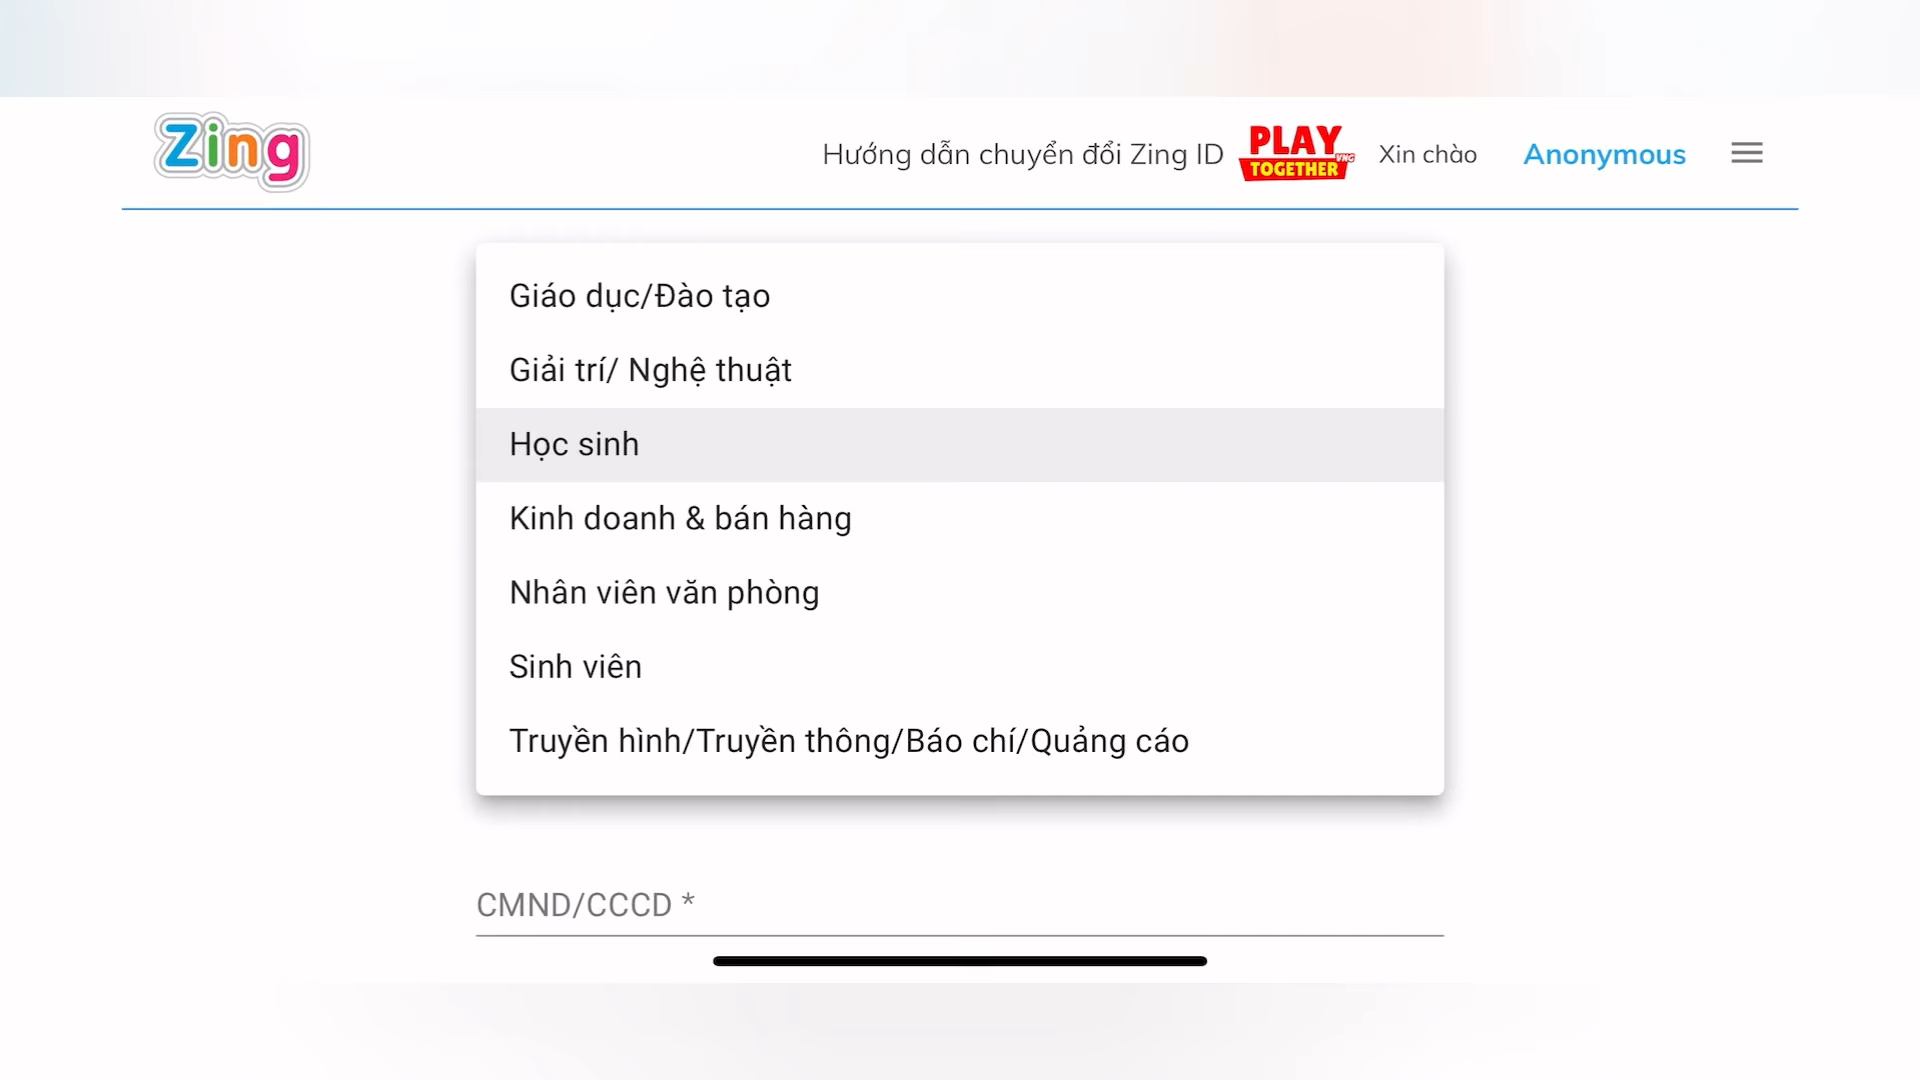 Zing
Hướng dẫn chuyển đổi Zing ID
PLAY
TOGETHER VNG
Xin chào
Anonymous
Giáo dục/Đào tạo
Giải trí/ Nghệ thuật
Học sinh
Kinh doanh & bán hàng
Nhân viên văn phòng
Sinh viên
Truyền hình/Truyền thông/Báo chí/Quảng cáo
CMND/CCCD *